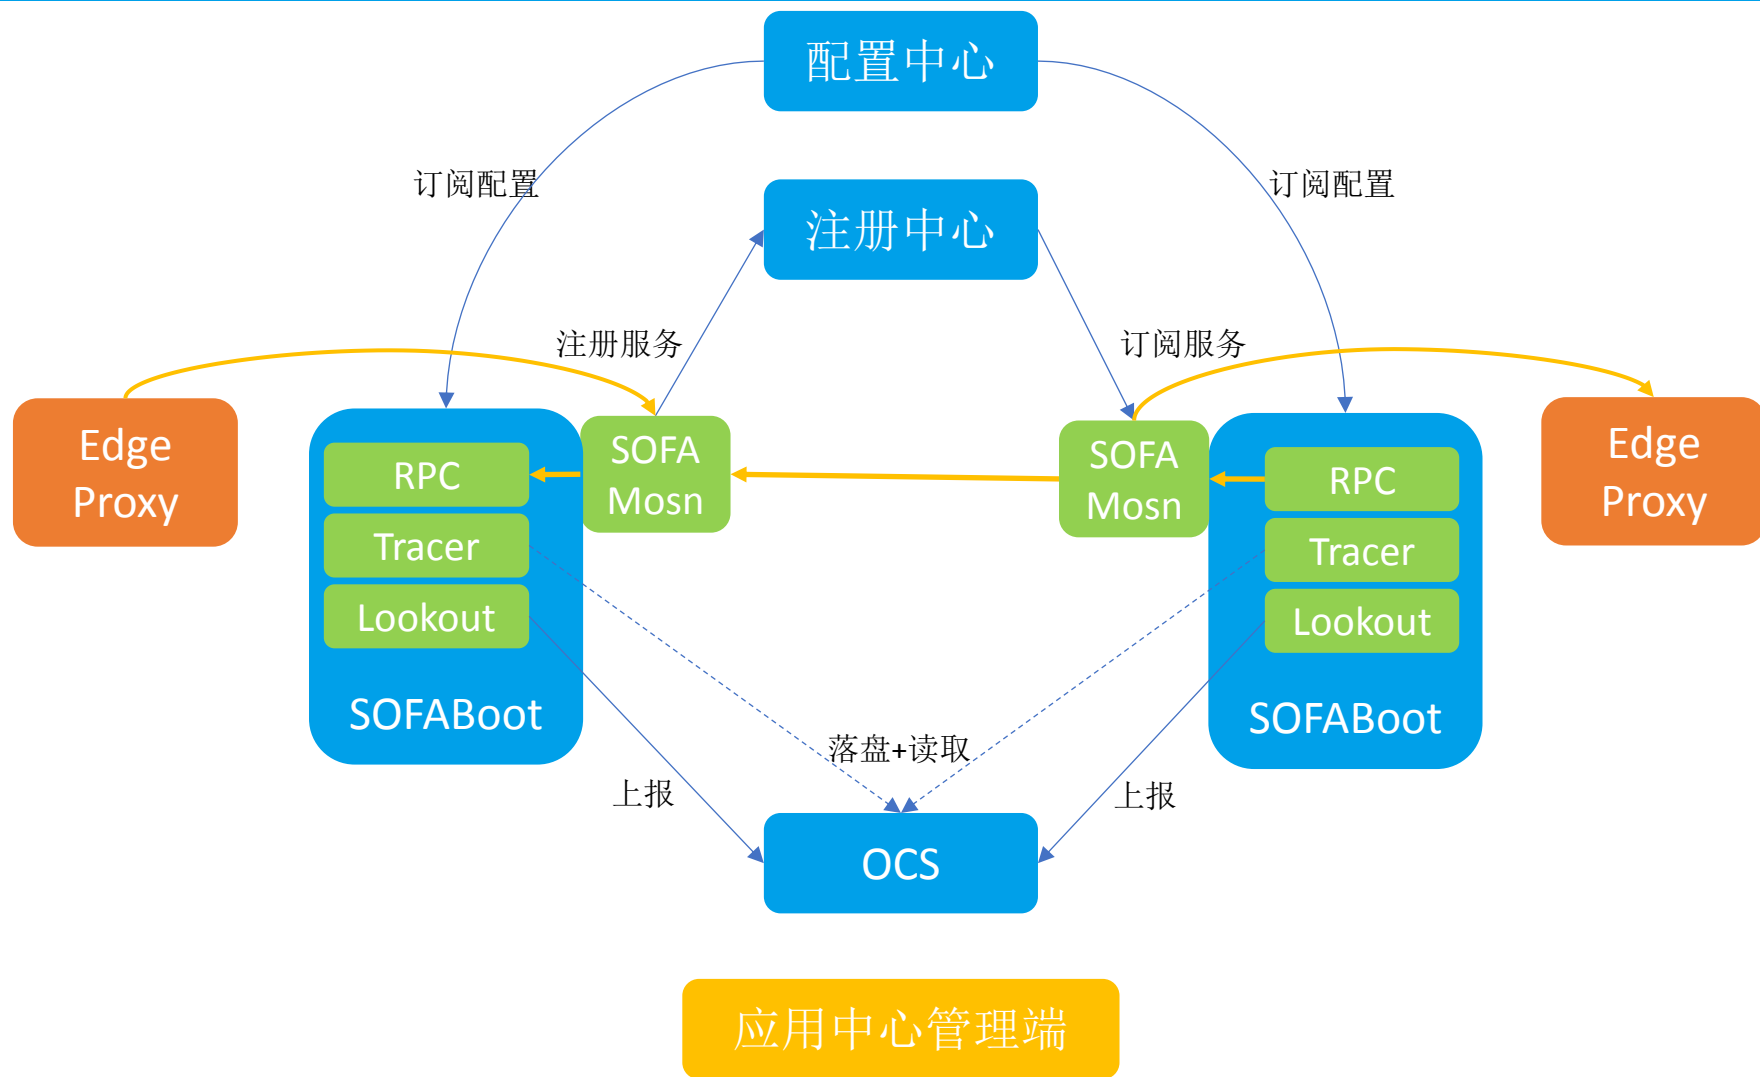 配置中心
订阅配置
订阅配置
注册中心
注册服务
订阅服务
Edge
Proxy
RPC
Tracer
Lookout
SOFABoot
SOFA
Mosn
SOFA
Mosn
RPC
Tracer
Lookout
SOFABoot
Edge
Proxy
落盘+读取
上报
上报
OCS
应用中心管理端